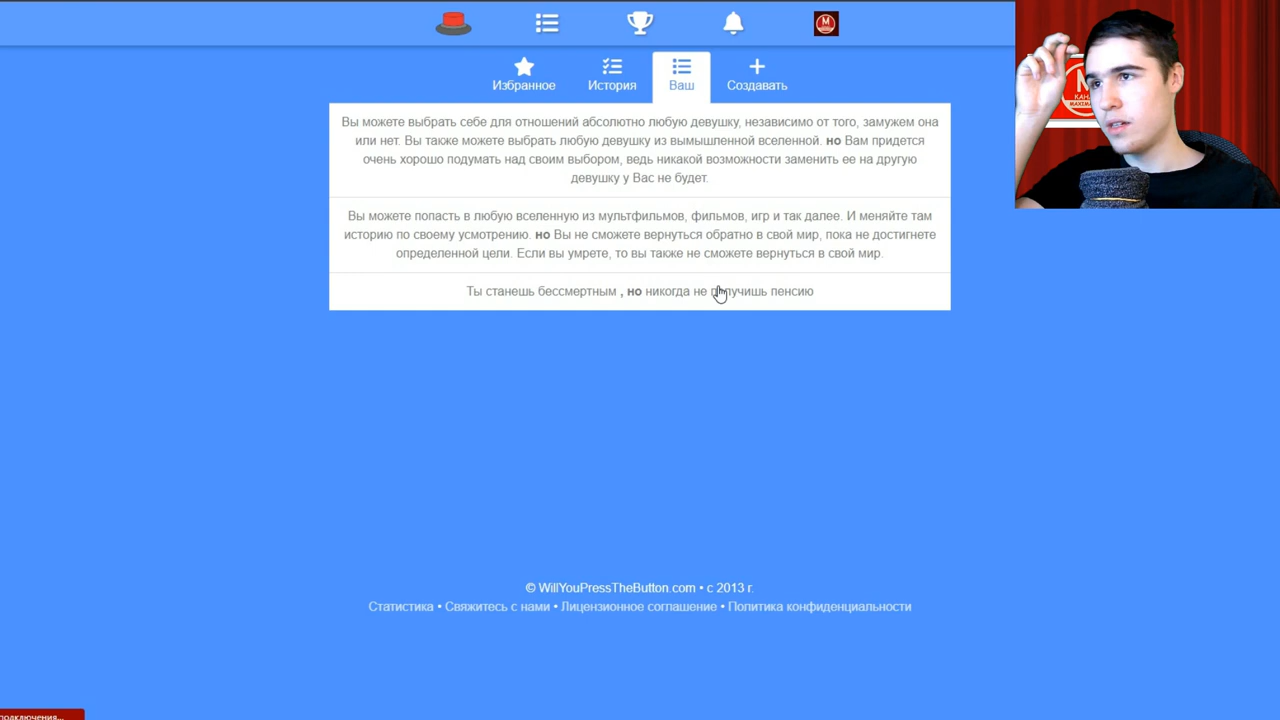 Избранное
История
Ваш
Создавать
Вы можете выбрать себе для отношений абсолютно любую девушку, независимо от того, замужем она
или нет. Вы также можете выбрать любую девушку из вымышленной вселенной. но Вам придется
очень хорошо подумать над своим выбором, ведь никакой возможности заменить ее на другую
девушку у Вас не будет.
Вы можете попасть в любую вселенную из мультфильмов, фильмов, игр и так далее. И меняйте там
историю по своему усмотрению. но Вы не сможете вернуться обратно в свой мир, пока не достигнете
определенной цели. Если вы умрете, то вы также не сможете вернуться в свой мир.
Ты станешь бессмертным , но никогда не получишь пенсию
© WillYouPressTheButton.com • с 2013 г.
Статистика • Свяжитесь с нами • Лицензионное соглашение • Политика конфиденциальности